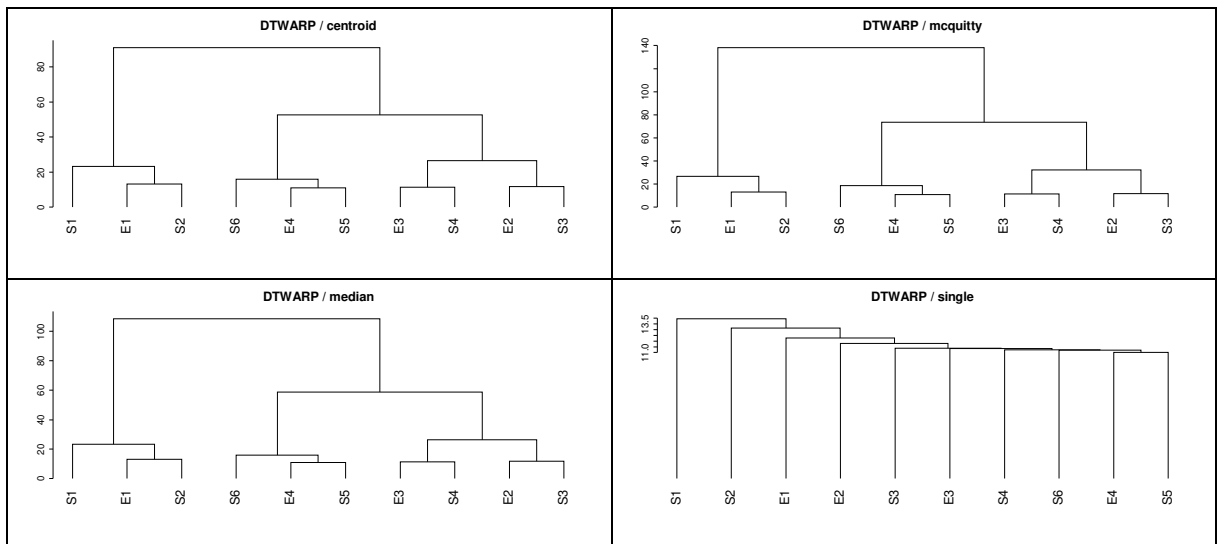 DTWARP / centroid
80
60
40
20
0
S1 E1 S2 S6 E4 S5 E3 S4 E2 S3
DTWARP / mcquitty
140
100
80
60
40
20
0
S1 E1 S2 S6 E4 S5 E3 S4 E2 S3
DTWARP / median
100
80
60
40
20
0
S1 E1 S2 S6 E4 S5 E3 S4 E2 S3
DTWARP / single
13.5
11.0
S1 S2 E1 E2 S3 E3 S4 S6 E4 S5